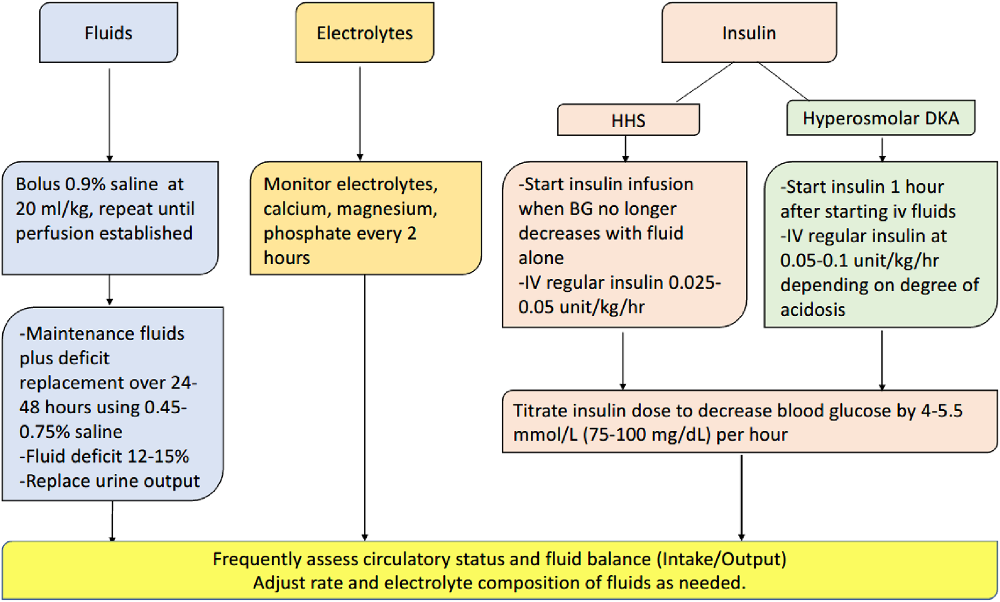 Fluids
Bolus 0.9% saline at
20 ml/kg, repeat until
perfusion established
-Maintenance fluids
plus deficit
replacement over 24-
48 hours using 0.45-
0.75% saline
-Fluid deficit 12-15%
-Replace urine output
Electrolytes
Monitor electrolytes,
calcium, magnesium,
phosphate every 2
hours
Insulin
HHS
-Start insulin infusion
when BG no longer
decreases with fluid
alone
-IV regular insulin 0.025-
0.05 unit/kg/hr
Hyperosmolar DKA
-Start insulin 1 hour
after starting iv fluids
-IV regular insulin at
0.05-0.1 unit/kg/hr
depending on degree of
acidosis
Titrate insulin dose to decrease blood glucose by 4-5.5
mmol/L (75-100 mg/dL) per hour
Frequently assess circulatory status and fluid balance (Intake/Output)
Adjust rate and electrolyte composition of fluids as needed.